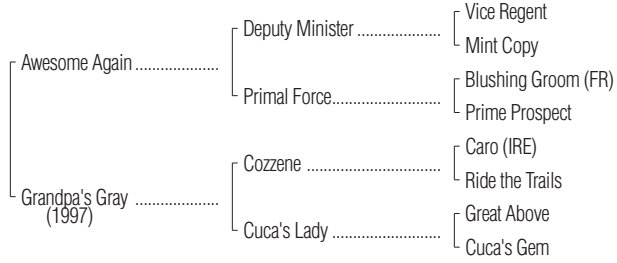 Vice Regent
Deputy Minister ....................
Mint Copy
Awesome Again ....................
Blushing Groom (FR)
Primal Force..........................
Prime Prospect
Caro (IRE)
Cozzene ................................
Ride the Trails
Grandpa's Gray ....................
(1997)
Great Above
Cuca's Lady ..........................
Cuca's Gem